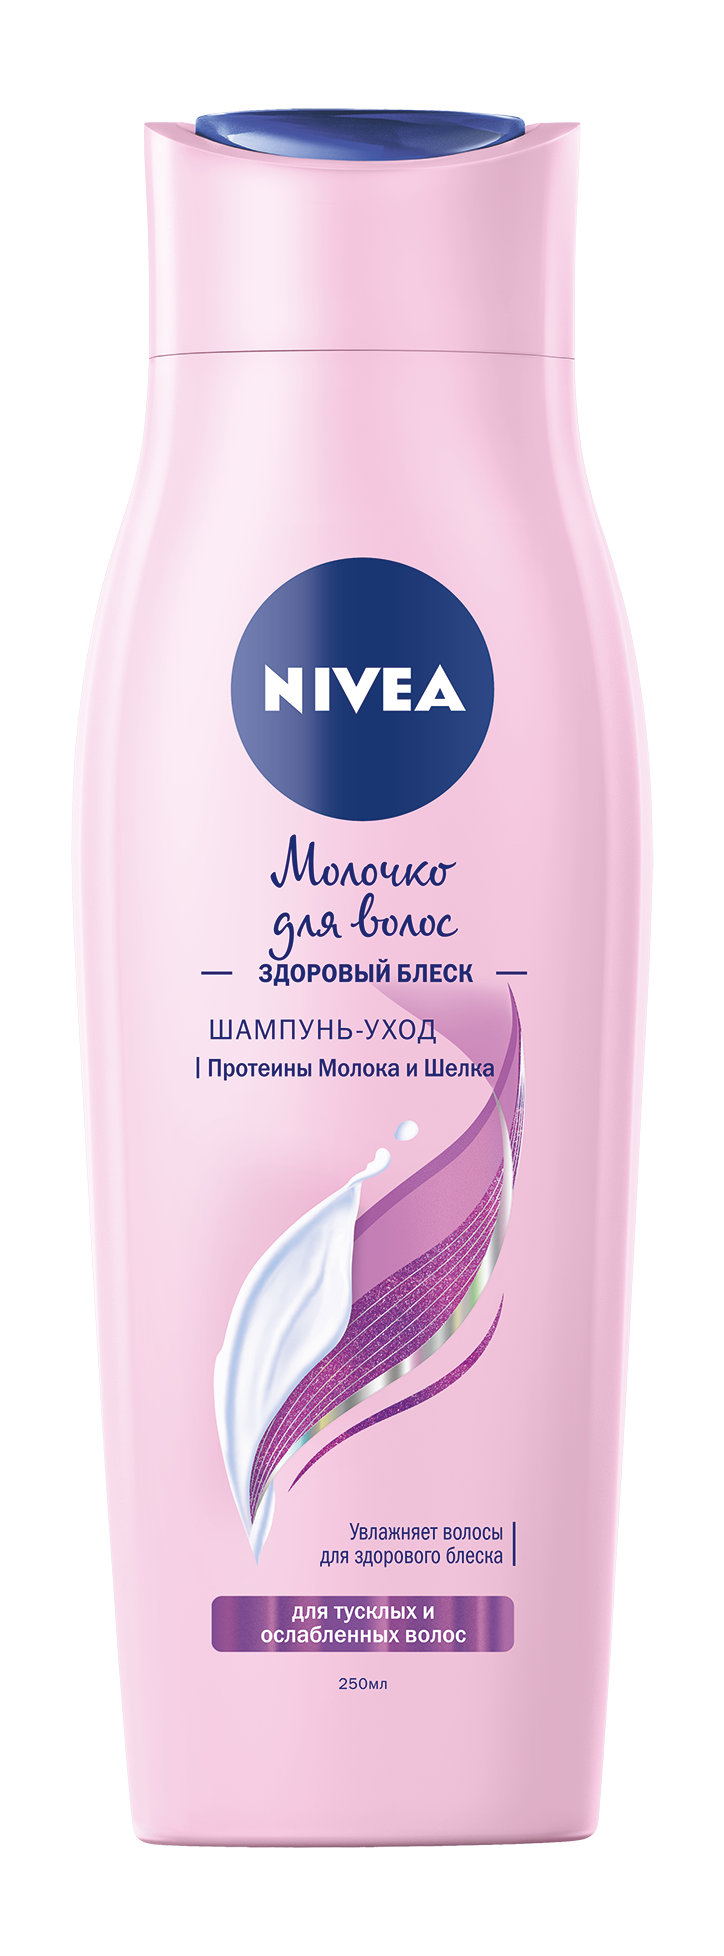 NIVEA
Молочко
для волос
ЗДОРОВЫЙ БЛЕСК
ШАМПУНЬ-УХОД
Протеины Молока и Шелка
Увлажняет волосы
для здорового блеска
для тусклых и
ослабленных волос
250мл